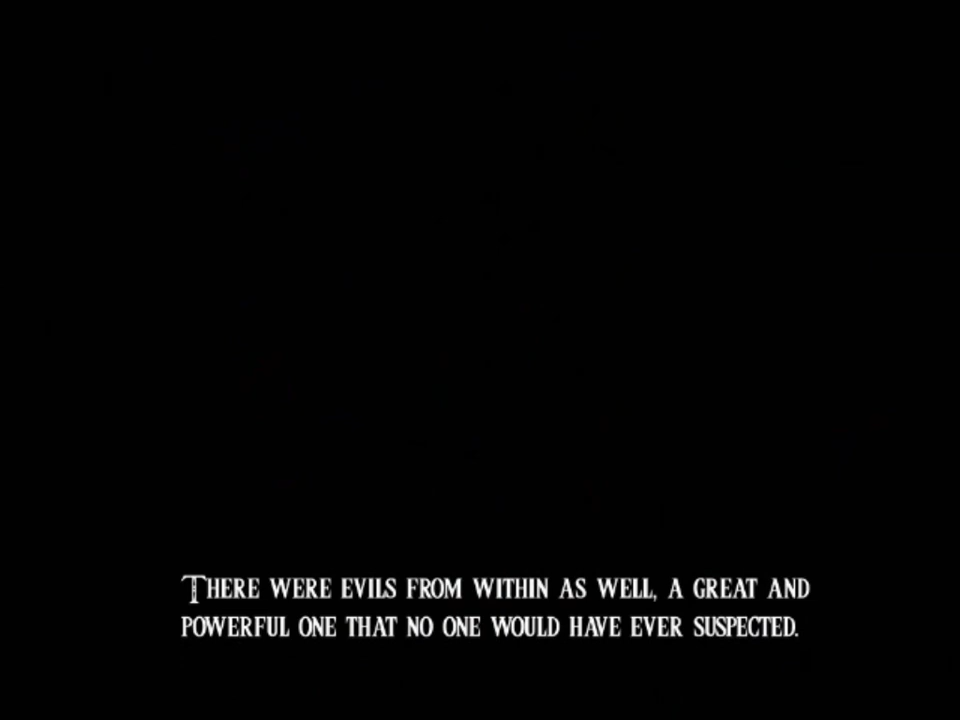 There were evils from within as well, a great and
powerful one that no one would have ever suspected.